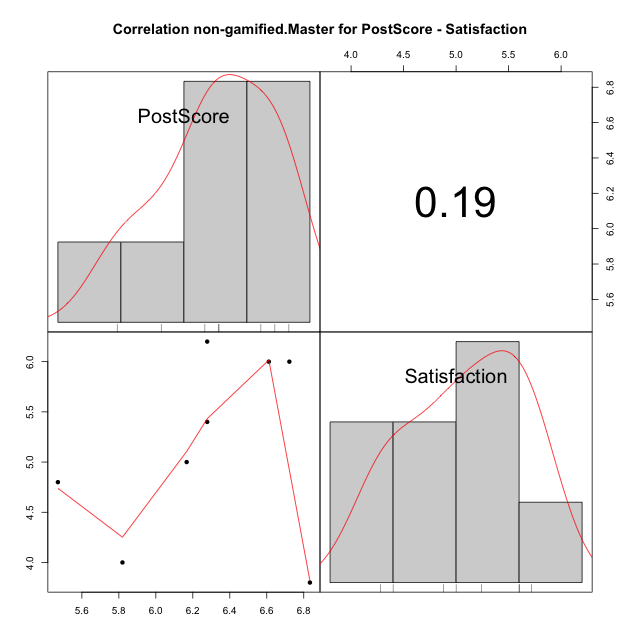 Correlation non-gamified.Master for PostScore - Satisfaction
4.0 4.5 5.0 5.5 6.0
PostScore
0.19
6.8
6.6
6.4
6.2
6.0
5.8
5.6
6.0
5.5
5.0
4.5
4.0
Satisfaction
5.6 5.8 6.0 6.2 6.4 6.6 6.8